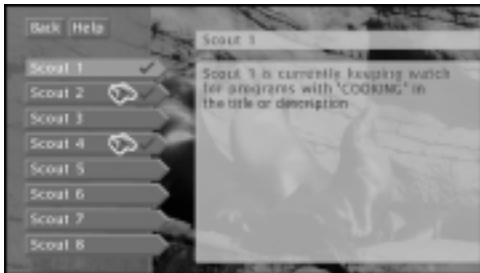 Back Help
Scout 1
Scout 1
Scout 2
Scout 3
Scout 4
Scout 5
Scout 6
Scout 7
Scout 8
Scout 1 is currently keeping watch
for programs with 'COOKING' in
the title or description